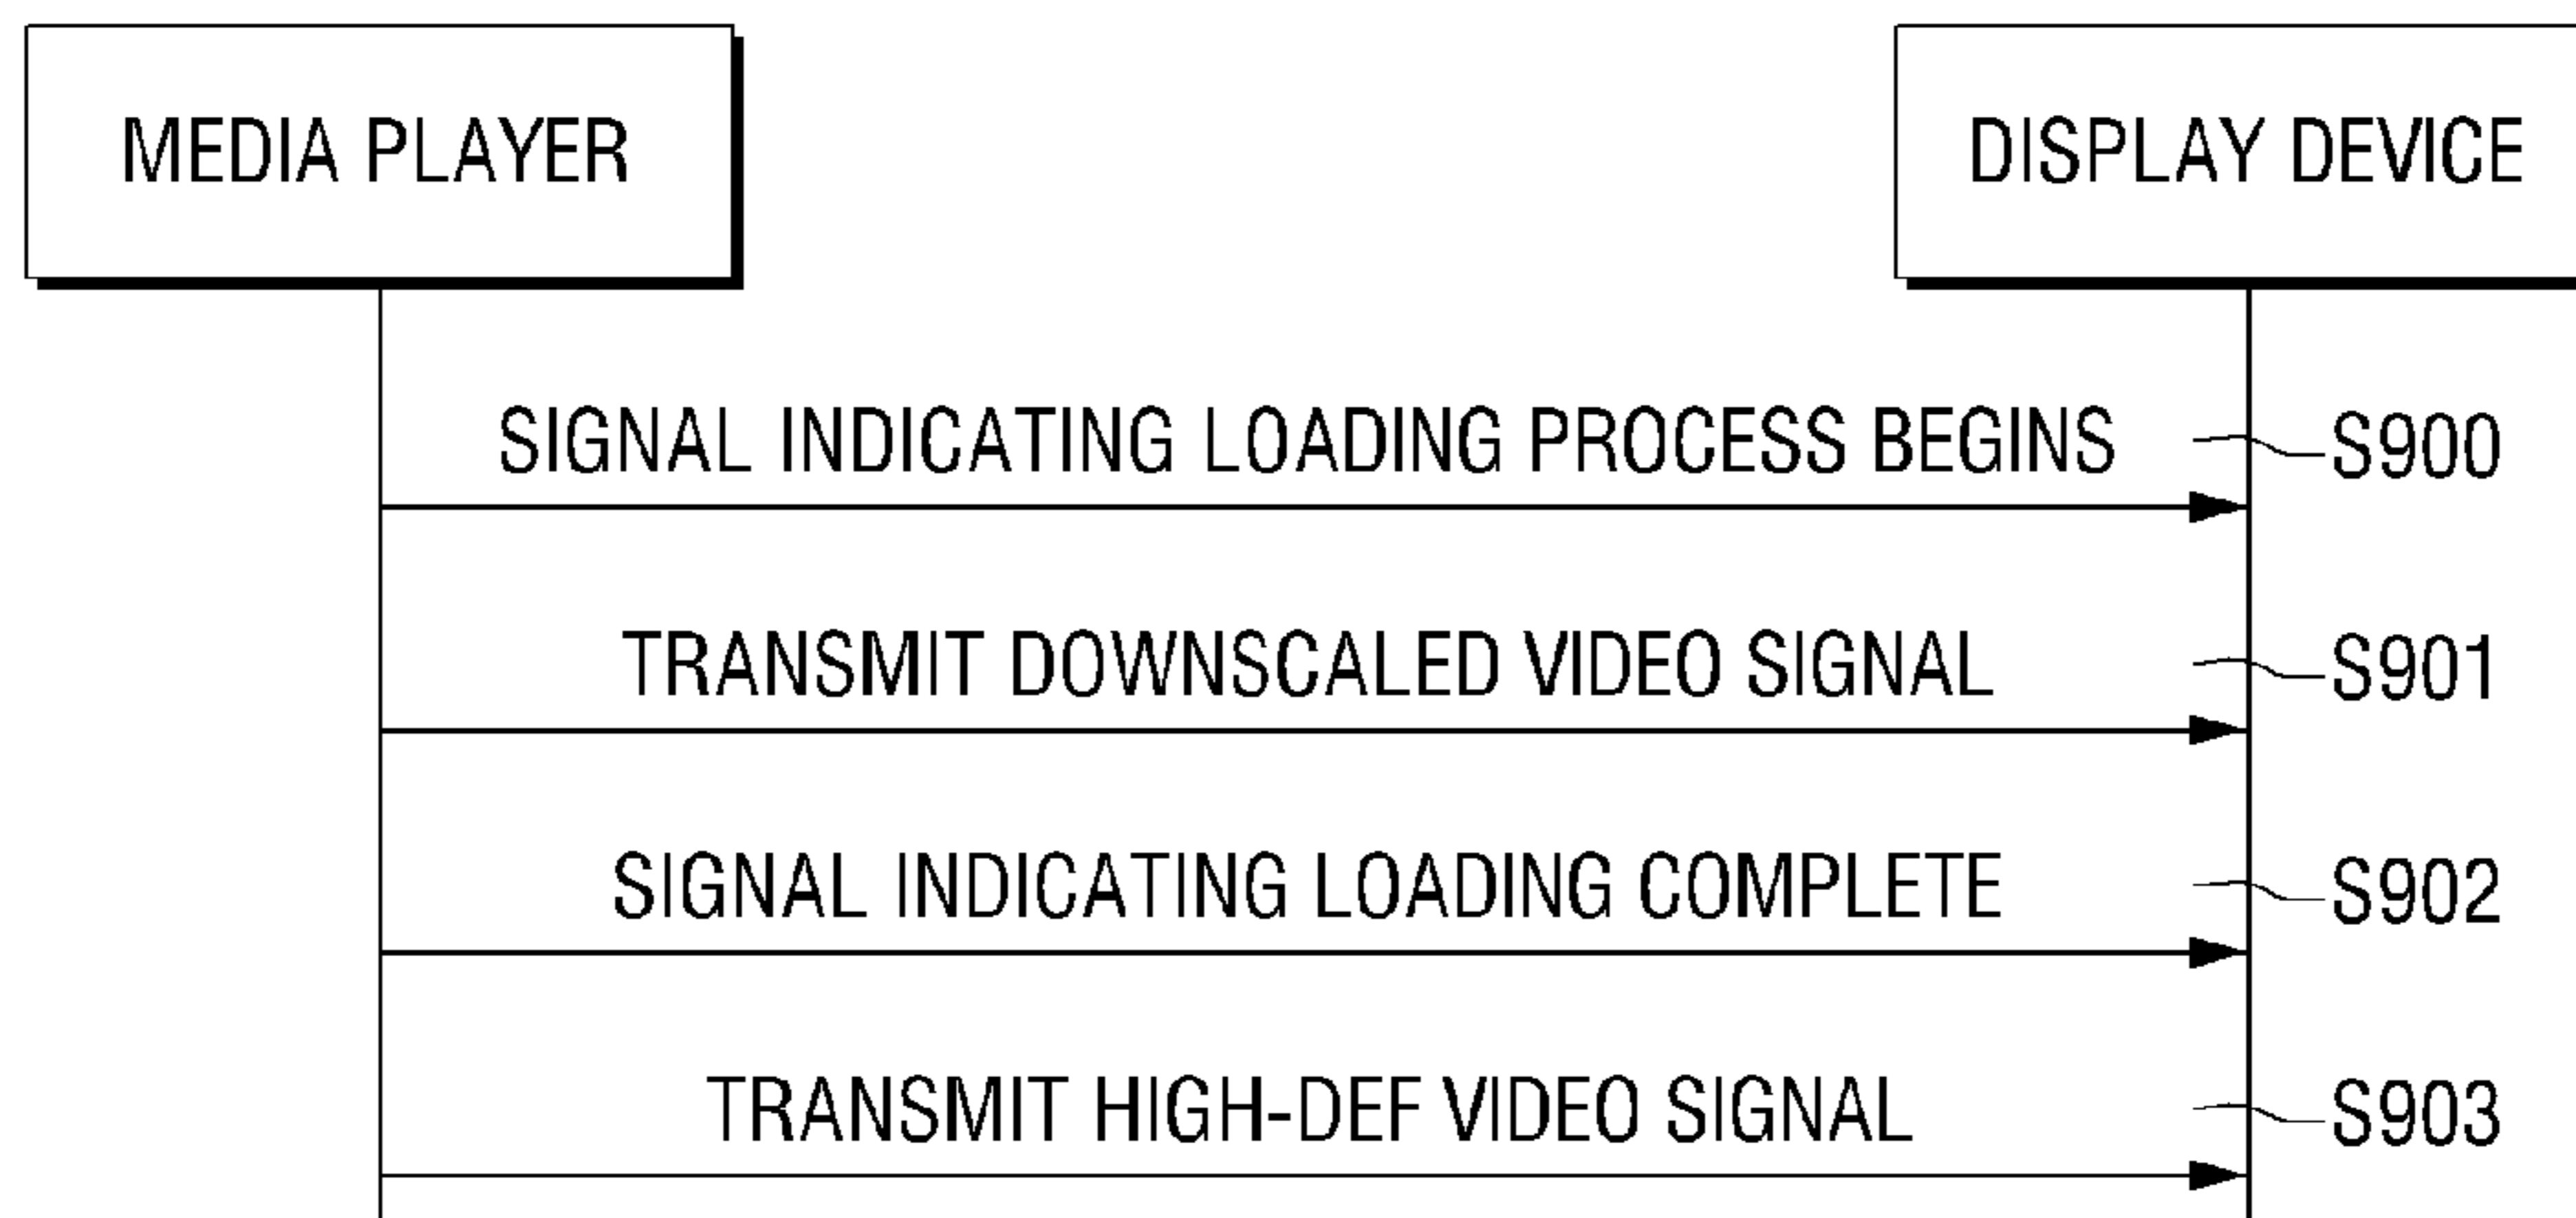 MEDIA PLAYER
DISPLAY DEVICE
SIGNAL INDICATING LOADING PROCESS BEGINS S900
TRANSMIT DOWNSCALED VIDEO SIGNAL S901
SIGNAL INDICATING LOADING COMPLETE S902
TRANSMIT HIGH-DEF VIDEO SIGNAL S903